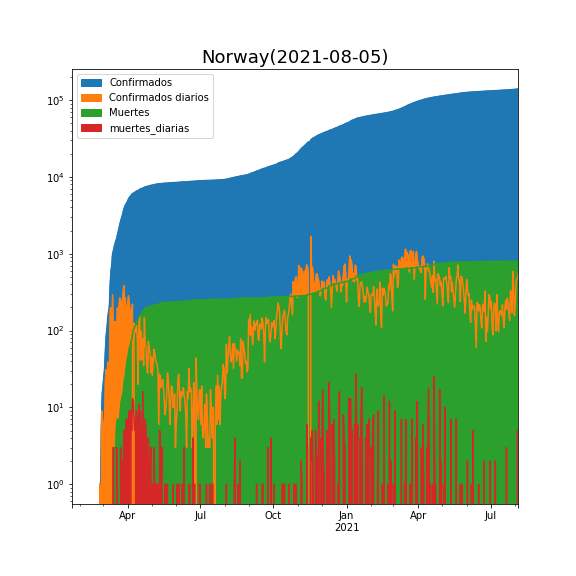 Norway(2021-08-05)
Confirmados
Confirmados diarios
Muertes
muertes_diarias
10⁵
10⁴
10³
10²
10¹
10⁰
Apr Jul Oct Jan Apr Jul
2021